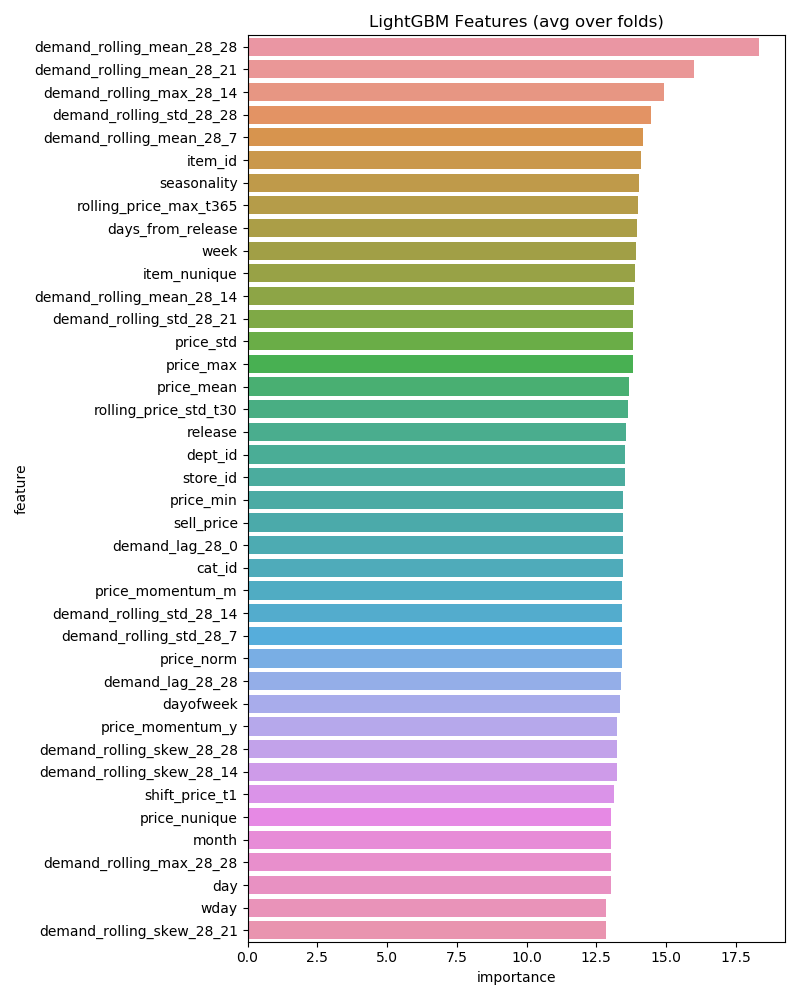 LightGBM Features (avg over folds)
demand_rolling_mean_28_28
demand_rolling_mean_28_21
demand_rolling_max_28_14
demand_rolling_std_28_28
demand_rolling_mean_28_7
item_id
seasonality
rolling_price_max_t365
days_from_release
week
item_nunique
demand_rolling_mean_28_14
demand_rolling_std_28_21
price_std
price_max
price_mean
rolling_price_std_t30
release
dept_id
store_id
price_min
sell_price
demand_lag_28_0
cat_id
price_momentum_m
demand_rolling_std_28_14
demand_rolling_std_28_7
price_norm
demand_lag_28_28
dayofweek
price_momentum_y
demand_rolling_skew_28_28
demand_rolling_skew_28_14
shift_price_t1
price_nunique
month
demand_rolling_max_28_28
day
wday
demand_rolling_skew_28_21
feature
0.0 2.5 5.0 7.5 10.0 12.5 15.0 17.5
importance